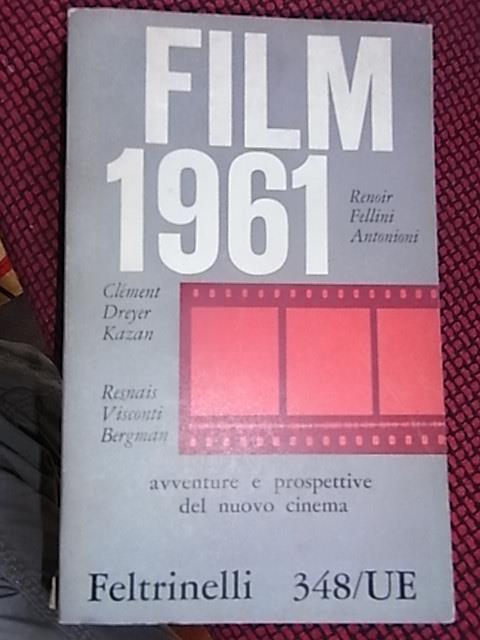 FILM
1961
Renoir
Fellini
Antonioni
Clément
Dreyer
Kazan
Resnais
Visconti
Bergman
avventure e prospettive
del nuovo cinema
Feltrinelli 348/UE